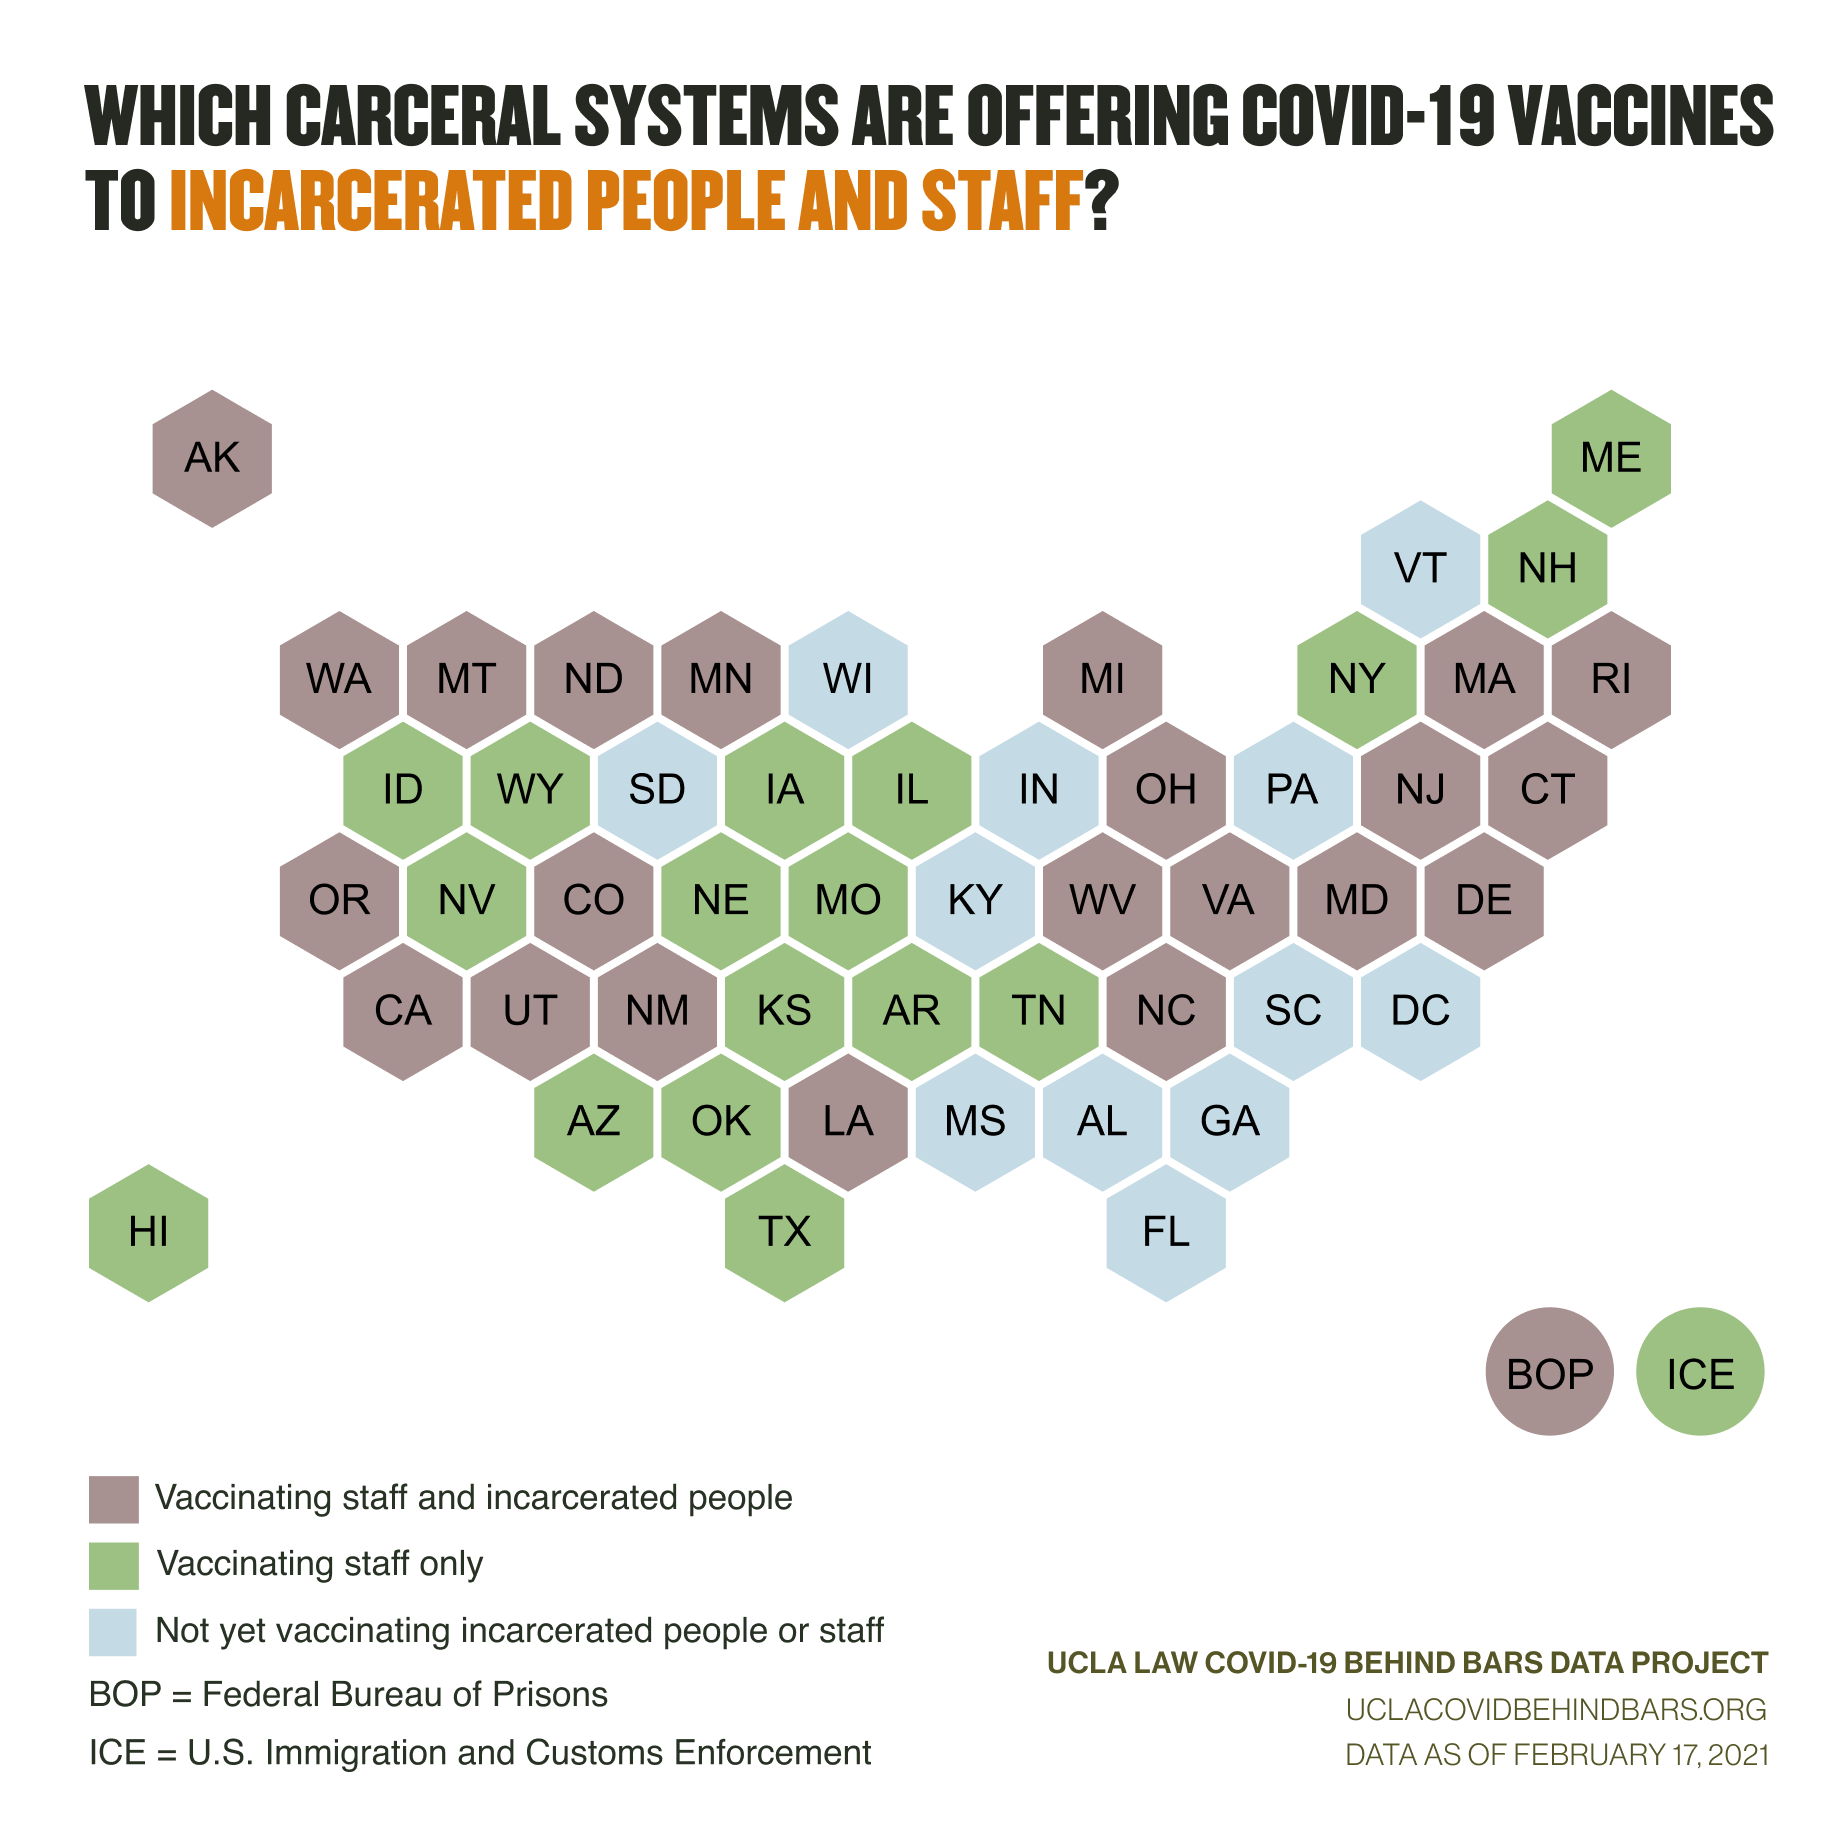 WHICH CARCERAL SYSTEMS ARE OFFERING COVID-19 VACCINES
TO INCARCERATED PEOPLE AND STAFF?
AK
ME
VT
NH
WA
MT
ND
MN
WI
MI
NY
MA
RI
ID
WY
SD
IA
IL
IN
OH
PA
NJ
CT
OR
NV
CO
NE
MO
KY
WV
VA
MD
DE
CA
UT
NM
KS
AR
TN
NC
SC
DC
AZ
OK
LA
MS
AL
GA
HI
TX
FL
BOP
ICE
Vaccinating staff and incarcerated people
Vaccinating staff only
Not yet vaccinating incarcerated people or staff
BOP = Federal Bureau of Prisons
ICE = U.S. Immigration and Customs Enforcement
UCLA LAW COVID-19 BEHIND BARS DATA PROJECT
UCLACOVIDBEHINDBARS.ORG
DATA AS OF FEBRUARY 17, 2021